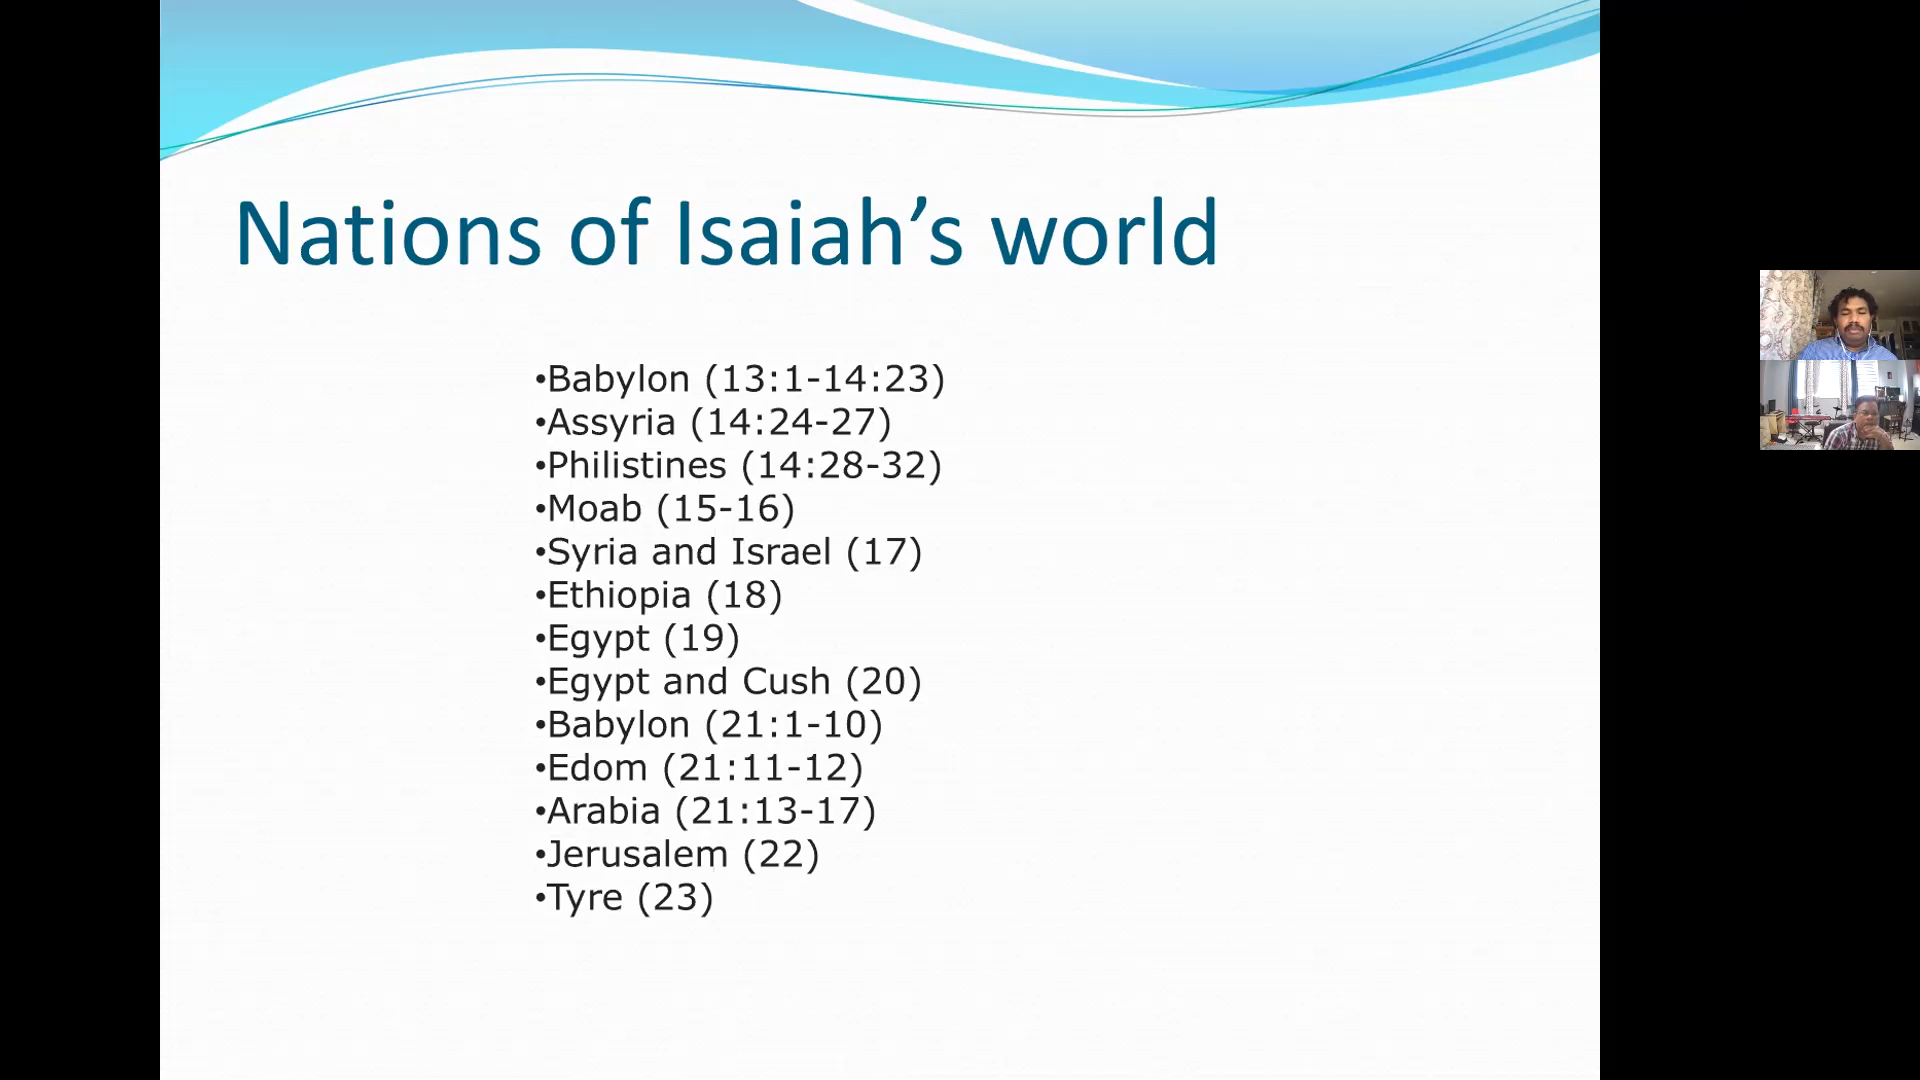 Nations of Isaiah’s world
•Babylon (13:1-14:23)
•Assyria (14:24-27)
•Philistines (14:28-32)
•Moab (15-16)
•Syria and Israel (17)
•Ethiopia (18)
•Egypt (19)
•Egypt and Cush (20)
•Babylon (21:1-10)
•Edom (21:11-12)
•Arabia (21:13-17)
•Jerusalem (22)
•Tyre (23)